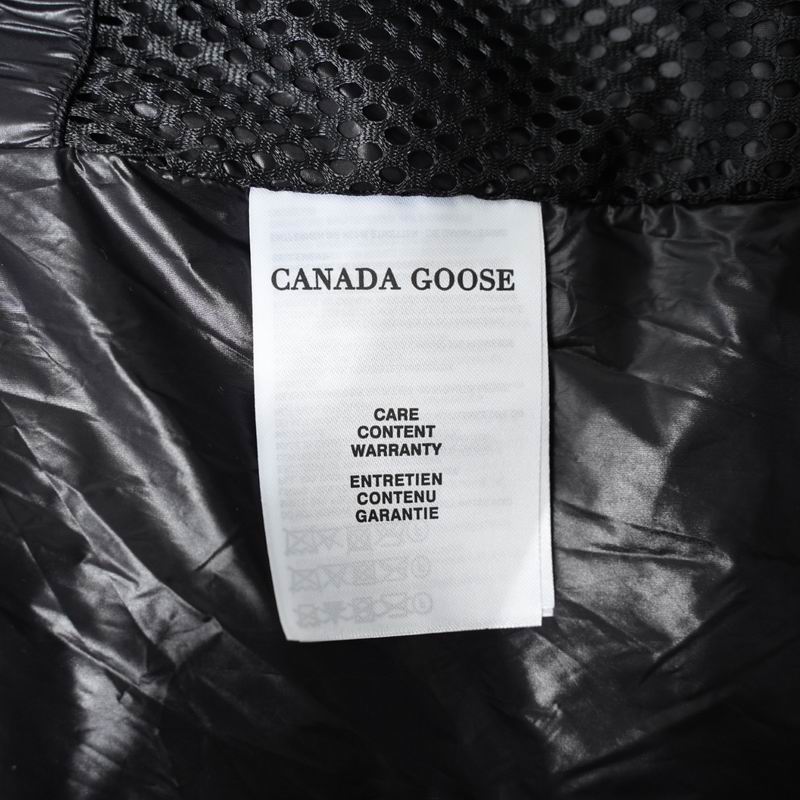 CANADA GOOSE
CARE
CONTENT
WARRANTY
ENTRETIEN
CONTENU
GARANTIE